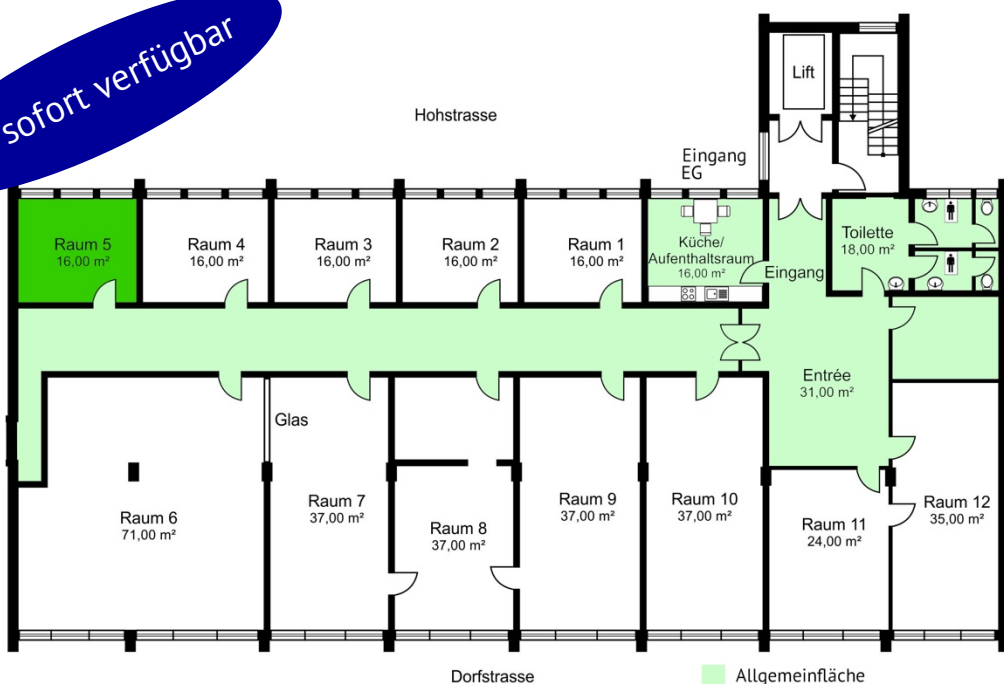 sofort verfügbar
Hohstrasse
Lift
Eingang
EG
Raum 5
16,00 m²
Raum 4
16,00 m²
Raum 3
16,00 m²
Raum 2
16,00 m²
Raum 1
16,00 m²
Küche/
Aufenthaltsraum
16,00 m²
Eingang
Toilette
18,00 m²
Entrée
31,00 m²
Glas
Raum 6
71,00 m²
Raum 7
37,00 m²
Raum 8
37,00 m²
Raum 9
37,00 m²
Raum 10
37,00 m²
Raum 11
24,00 m²
Raum 12
35,00 m²
Dorfstrasse
Allgemeinfläche